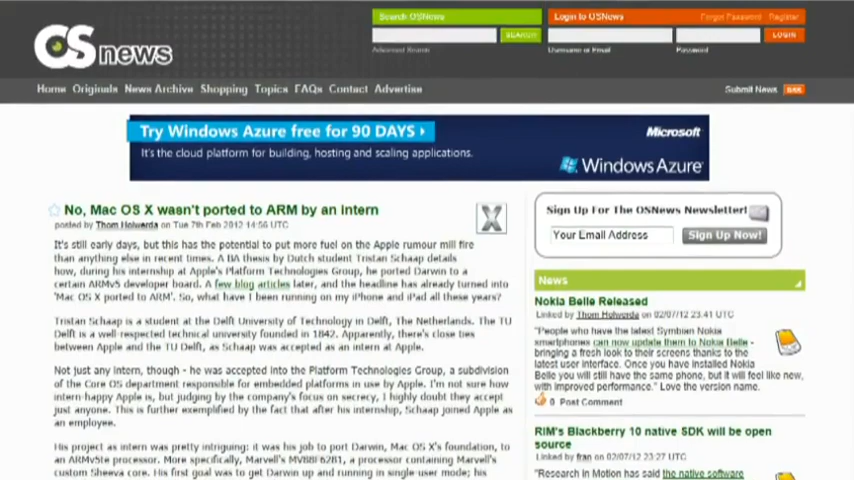 Search OSNews
Login to OSNews
Forgot Password
Register
OSnews
SEARCH
LOGIN
Advanced Search
Username or Email
Password
Home Originals News Archive Shopping Topics FAQs Contact Advertise
Submit News
RSS
Try Windows Azure free for 90 DAYS
Microsoft
It's the cloud platform for building, hosting and scaling applications.
Windows Azure
No, Mac OS X wasn't ported to ARM by an intern
posted by Thom Holwerda on Tue 7th Feb 2012 14:56 UTC
It's still early days, but this has the potential to put more fuel on the Apple rumour mill fire
than anything else in recent times. A BA thesis by Dutch student Tristan Schaap details
how, during his internship at Apple's Platform Technologies Group, he ported Darwin to a
certain ARMv5 developer board. A few blog articles later, and the headline has already turned into
'Mac OS X ported to ARM'. So, what have I been running on my iPhone and iPad all these years?
Tristan Schaap is a student at the Delft University of Technology in Delft, The Netherlands. The TU
Delft is a well-respected technical university founded in 1842. Apparently, there's close ties
between Apple and the TU Delft, as Schaap was accepted as an intern at Apple.
Not just any intern, though - he was accepted into the Platform Technologies Group, a subdivision
of the Core OS department responsible for embedded platforms in use by Apple. I'm not sure how
intern-happy Apple is, but judging by the company's focus on secrecy, I highly doubt they accept
just anyone. This is further exemplified by the fact that after his internship, Schaap joined Apple as
an employee.
His project as intern was pretty intriguing: it was his job to port Darwin, Mac OS X's foundation, to
an ARMv5te processor. More specifically, Marvell's MV88F6281, a processor containing Marvell's
custom Sheeva core. His first goal was to get Darwin up and running in single-user mode; his
Sign Up For The OSNews Newsletter!
Your Email Address
Sign Up Now!
News
Nokia Belle Released
Linked by Thom Holwerda on 02/07/12 23:41 UTC
"People who have the latest Symbian Nokia
smartphones can now update them to Nokia Belle -
bringing a fresh look to their screens thanks to the
latest user interface. Once you have installed Nokia
Belle you will still have the same phone, but it will feel like new,
with improved performance." Love the version name.
0 Post Comment
RIM's Blackberry 10 native SDK will be open
source
Linked by fran on 02/07/12 23:27 UTC
"Research in Motion has said the native software